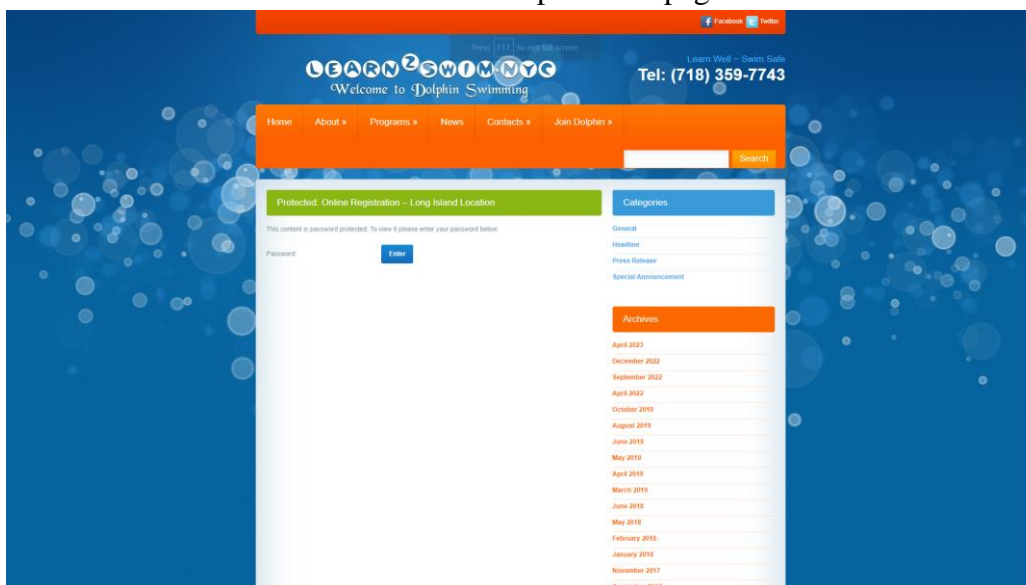 Facebook Twitter
Press F11 to exit full screen
LEARN2SWIM-NYC
Welcome to Dolphin Swimming
Learn Well – Swim Safe
Tel: (718) 359-7743
Home About » Programs » News Contacts » Join Dolphin »
Search
Protected: Online Registration – Long Island Location
This content is password protected. To view it please enter your password below:
Password: Enter
Categories
General
Headline
Press Release
Special Announcement
Archives
April 2023
December 2022
September 2022
April 2022
October 2019
August 2019
June 2019
May 2019
April 2019
March 2019
June 2018
May 2018
February 2018
January 2018
November 2017